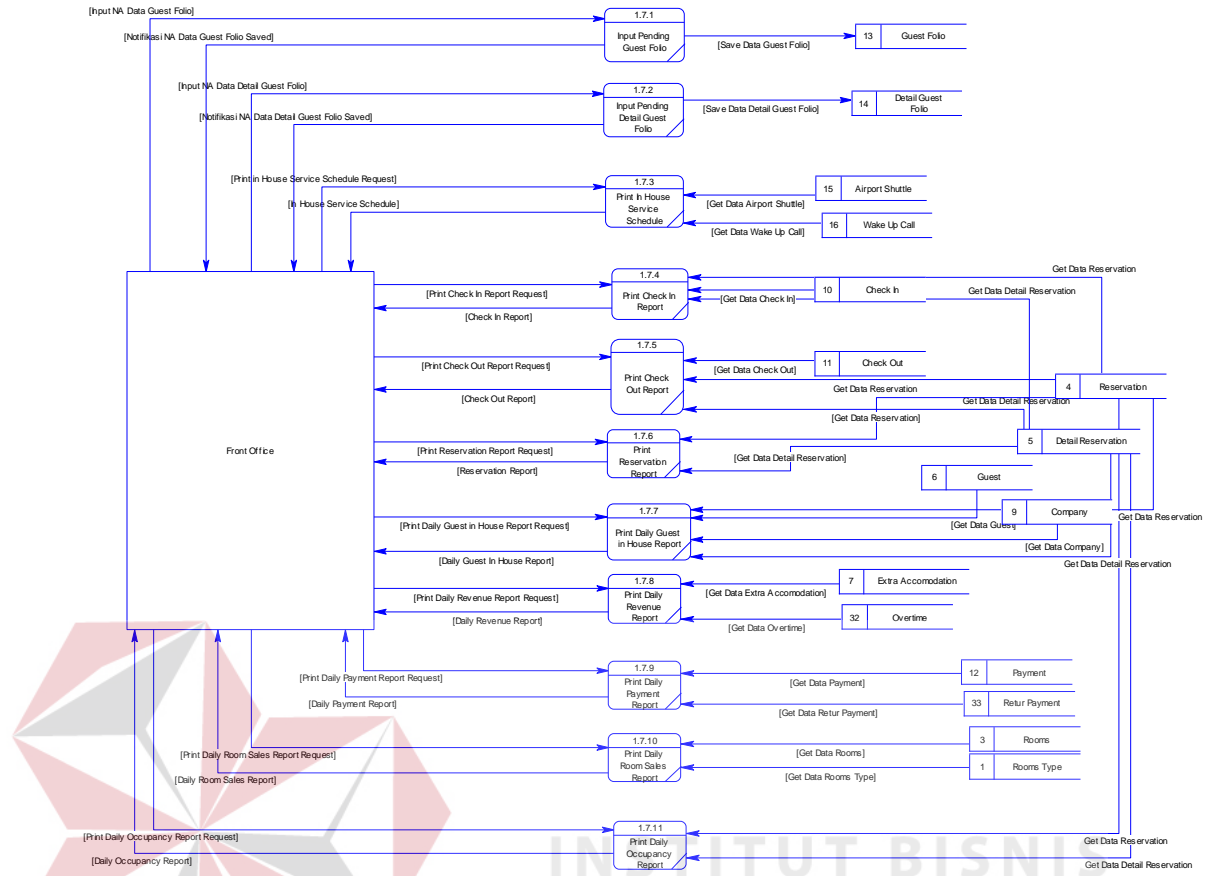 [Input NA Data Guest Folio]
1.7.1
Input Pending
Guest Folio
13
Guest Folio
[Notifikasi NA Data Guest Folio Saved]
[Save Data Guest Folio]
[Input NA Data Detail Guest Folio]
1.7.2
Input Pending
Detail Guest
Folio
14
Detail Guest
Folio
[Save Data Detail Guest Folio]
[Notifikasi NA Data Detail Guest Folio Saved]
[Print in House Service Schedule Request]
1.7.3
Print In House
Service
Schedule
15
Airport Shuttle
[In House Service Schedule]
[Get Data Airport Shuttle]
16
Wake Up Call
[Get Data Wake Up Call]
Front Office
1.7.4
Print Check In
Report
Get Data Reservation
[Print Check In Report Request]
10
Check In
Get Data Detail Reservation
[Get Data Check In]
[Check In Report]
1.7.5
Print Check
Out Report
[Print Check Out Report Request]
11
Check Out
[Get Data Check Out]
4
Reservation
Get Data Reservation
[Check Out Report]
Get Data Detail Reservation
[Get Data Reservation]
1.7.6
Print
Reservation
Report
5
Detail Reservation
[Print Reservation Report Request]
[Get Data Detail Reservation]
[Reservation Report]
6
Guest
1.7.7
Print Daily Guest
in House Report
9
Company
Get Data Reservation
[Print Daily Guest in House Report Request]
[Get Data Guest]
[Get Data Company]
[Daily Guest In House Report]
Get Data Detail Reservation
1.7.8
Print Daily
Revenue
Report
7
Extra Accomodation
[Print Daily Revenue Report Request]
[Get Data Extra Accomodation]
32
Overtime
[Daily Revenue Report]
[Get Data Overtime]
1.7.9
Print Daily
Payment
Report
12
Payment
[Print Daily Payment Report Request]
[Get Data Payment]
33
Retur Payment
[Daily Payment Report]
[Get Data Retur Payment]
1.7.10
Print Daily
Room Sales
Report
3
Rooms
[Print Daily Room Sales Report Request]
[Get Data Rooms]
1
Rooms Type
[Daily Room Sales Report]
[Get Data Rooms Type]
1.7.11
Print Daily
Occupancy
Report
[Print Daily Occupancy Report Request]
Get Data Reservation
[Daily Occupancy Report]
Get Data Detail Reservation
INSTITUT BISNIS